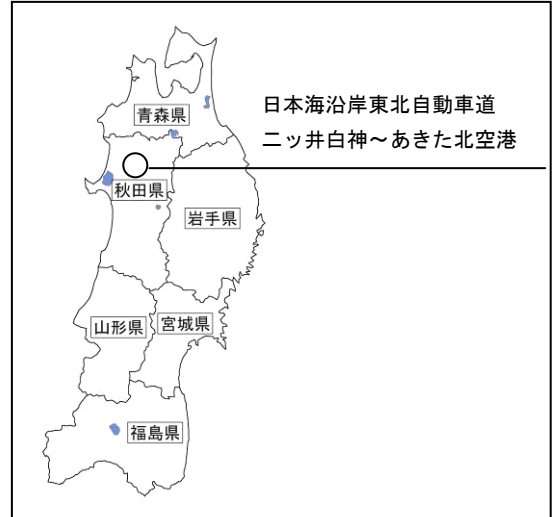 青森県
日本海沿岸東北自動車道
二ッ井白神～あきた北空港
秋田県
岩手県
山形県
宮城県
福島県